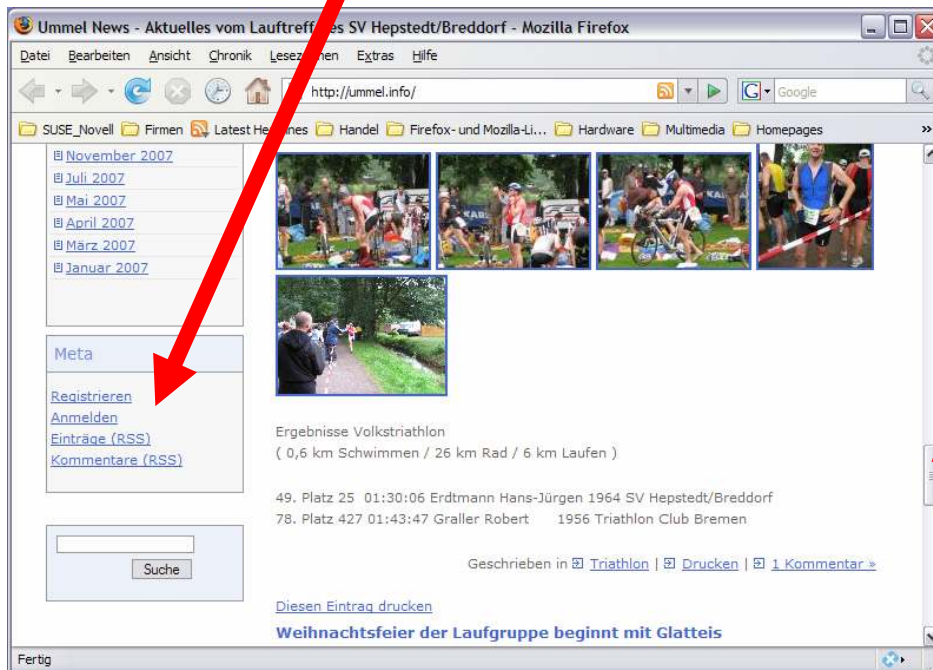 Ummel News - Aktuelles vom Lauftreff des SV Hepstedt/Breddorf - Mozilla Firefox
Datei Bearbeiten Ansicht Chronik Extras Hilfe
http://ummel.info/ G Google
SUSE_Novell Firmen Latest Handel Firefox- und Mozilla-Li... Hardware Multimedia Homepages »
November 2007
Juli 2007
Mai 2007
April 2007
März 2007
Januar 2007
Meta
Registrieren
Anmelden
Einträge (RSS)
Kommentare (RSS)
Suche
Ergebnisse Volkstriathlon
( 0,6 km Schwimmen / 26 km Rad / 6 km Laufen )
49. Platz 25 01:30:06 Erdtmann Hans-Jürgen 1964 SV Hepstedt/Breddorf
78. Platz 427 01:43:47 Graller Robert 1956 Triathlon Club Bremen
Geschrieben in Triathlon | Drucken | 1 Kommentar »
Diesen Eintrag drucken
Weihnachtsfeier der Laufgruppe beginnt mit Glatteis
Fertig